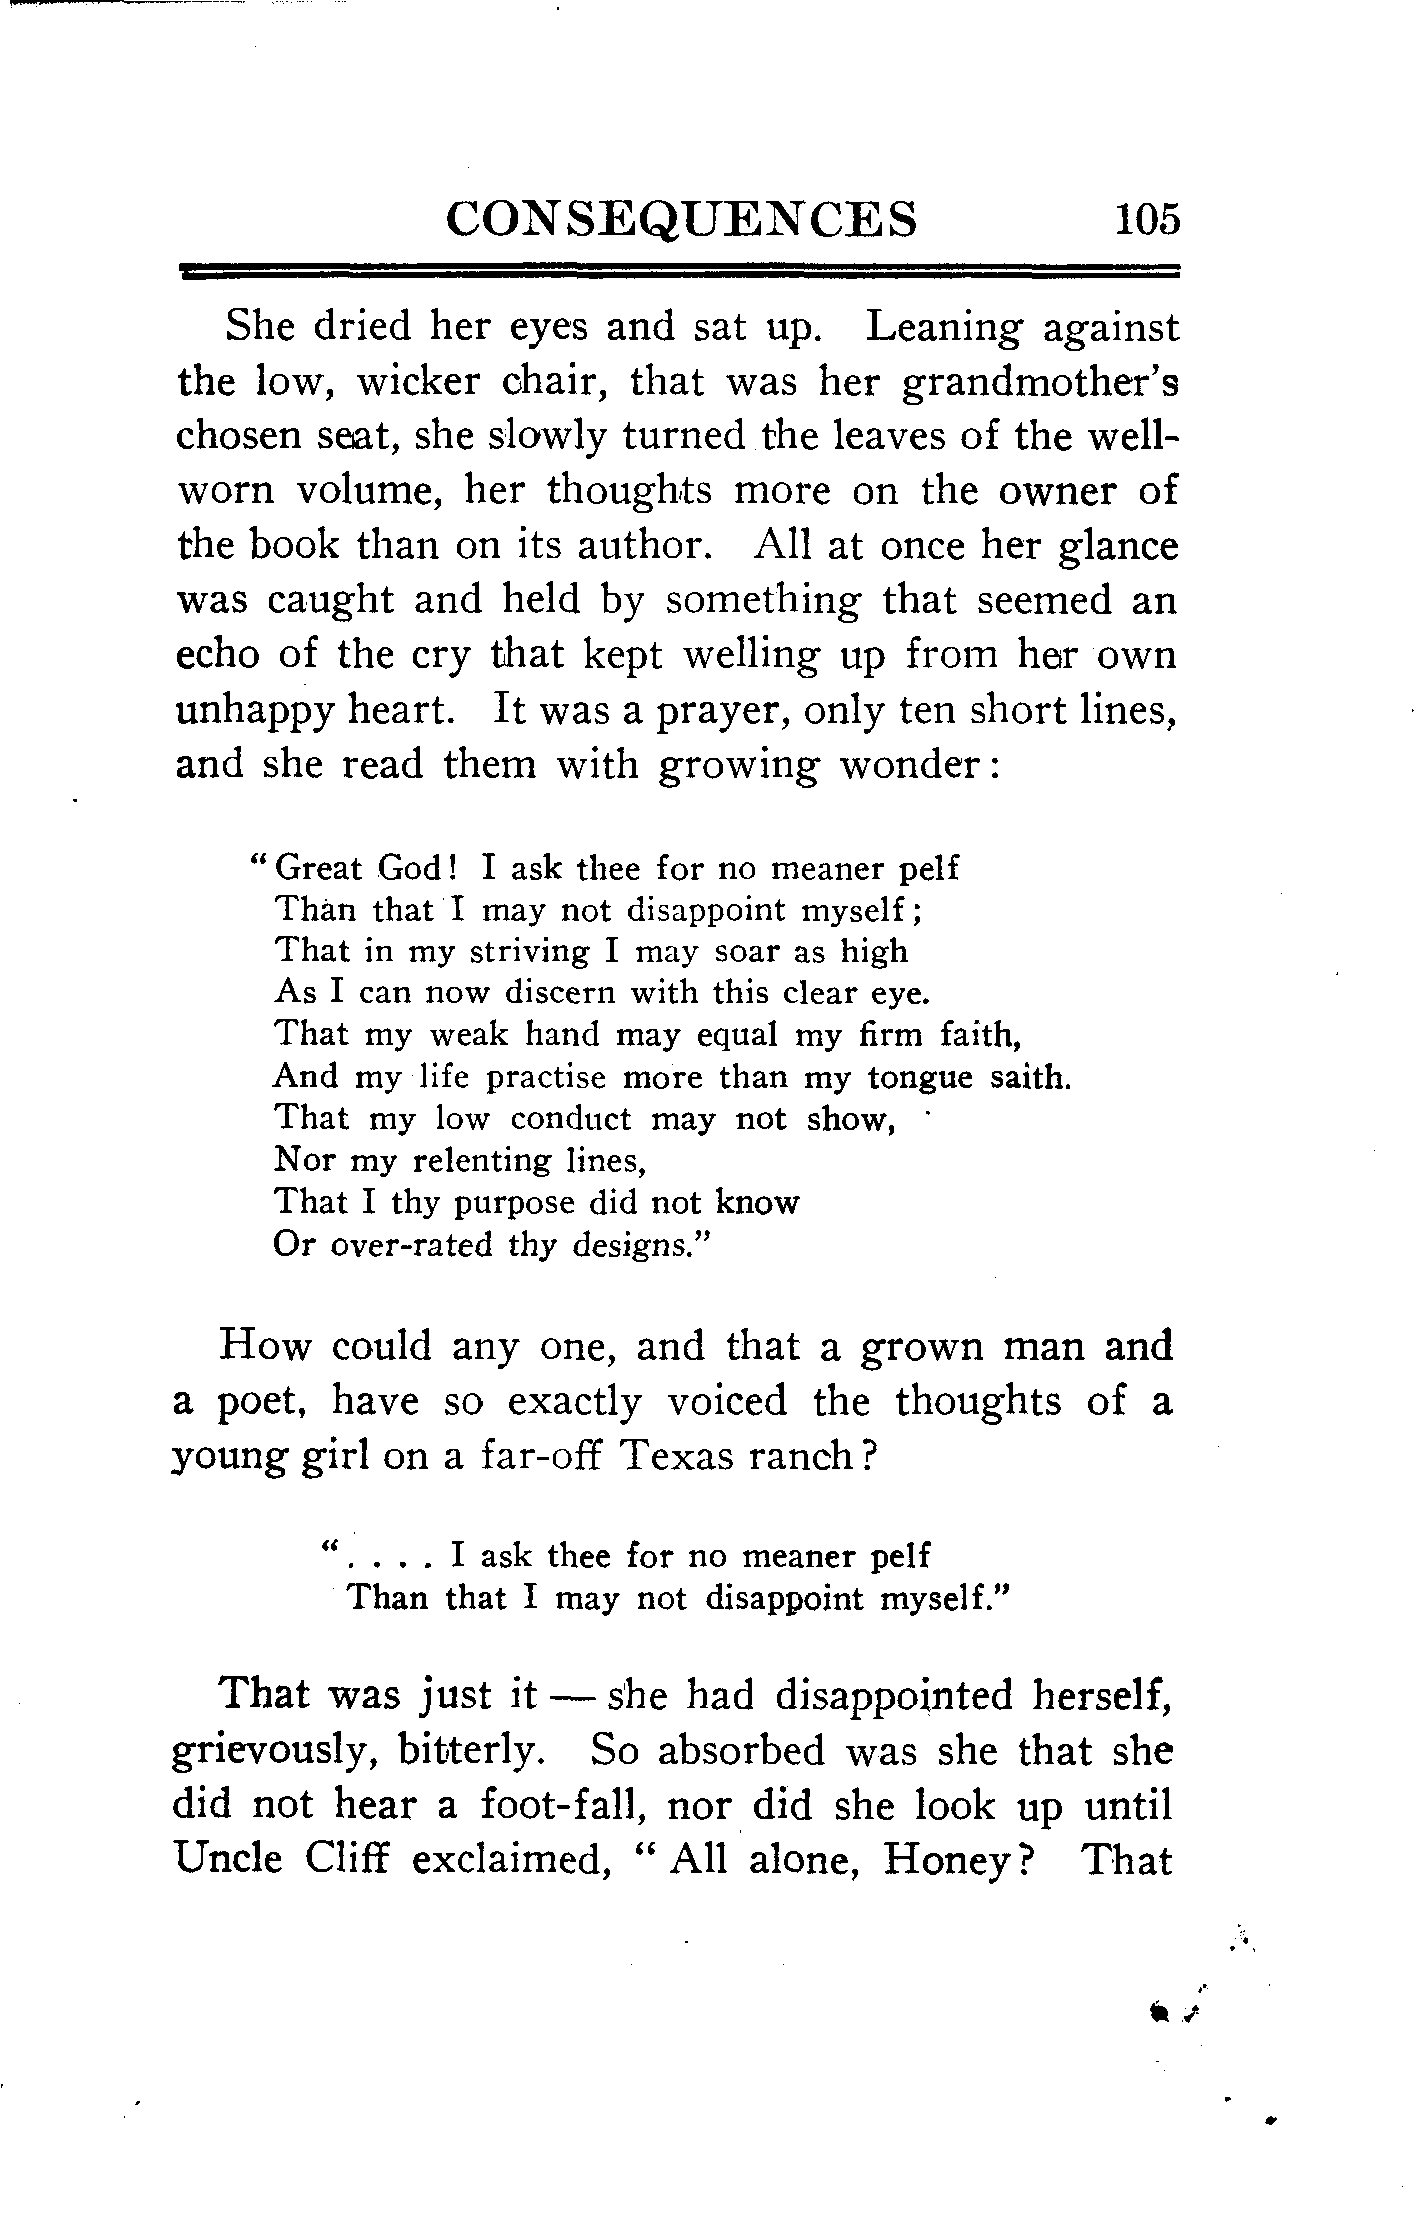 CONSEQUENCES 105
She dried her eyes and sat up. Leaning against
the low, wicker chair, that was her grandmother's
chosen seat, she slowly turned the leaves of the well-
worn volume, her thoughts more on the owner of
the book than on its author. All at once her glance
was caught and held by something that seemed an
echo of the cry that kept welling up from her own
unhappy heart. It was a prayer, only ten short lines,
and she read them with growing wonder:
"Great God! I ask thee for no meaner pelf
Than that I may not disappoint myself;
That in my striving I may soar as high
As I can now discern with this clear eye.
That my weak hand may equal my firm faith,
And my life practise more than my tongue saith.
That my low conduct may not show,
Nor my relenting lines,
That I thy purpose did not know
Or over-rated thy designs."
How could any one, and that a grown man and
a poet, have so exactly voiced the thoughts of a
young girl on a far-off Texas ranch?
". . . . I ask thee for no meaner pelf
Than that I may not disappoint myself."
That was just it — she had disappointed herself,
grievously, bitterly. So absorbed was she that she
did not hear a foot-fall, nor did she look up until
Uncle Cliff exclaimed, "All alone, Honey? That